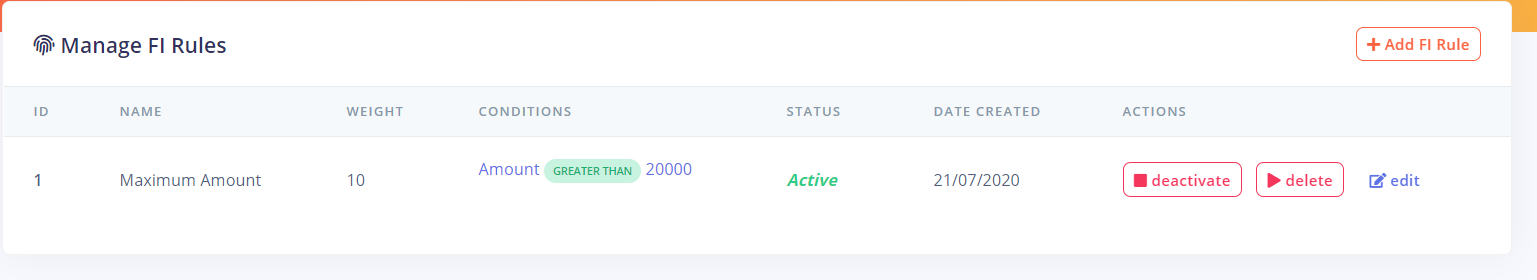 Manage FI Rules
Add FI Rule
ID NAME WEIGHT CONDITIONS STATUS DATE CREATED ACTIONS
1 Maximum Amount 10 Amount GREATER THAN 20000 Active 21/07/2020 deactivate delete edit